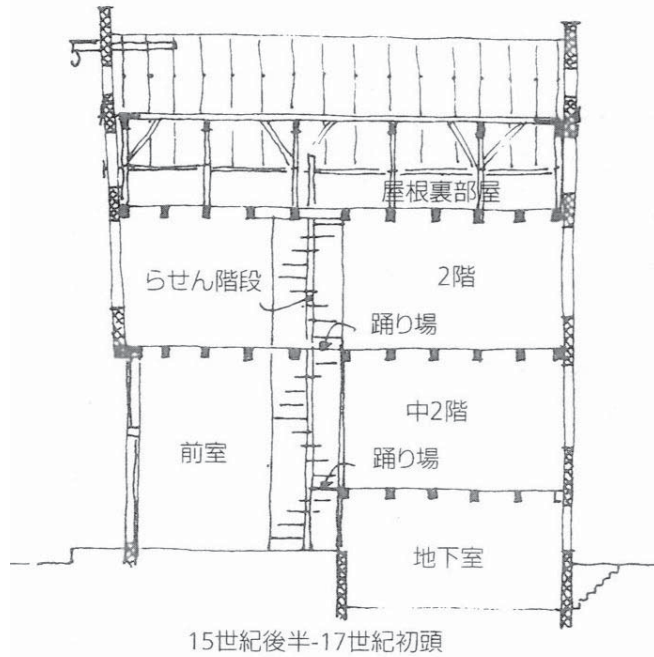 屋根裏部屋
らせん階段
2階
踊り場
中2階
前室
踊り場
地下室
15世紀後半-17世紀初頭